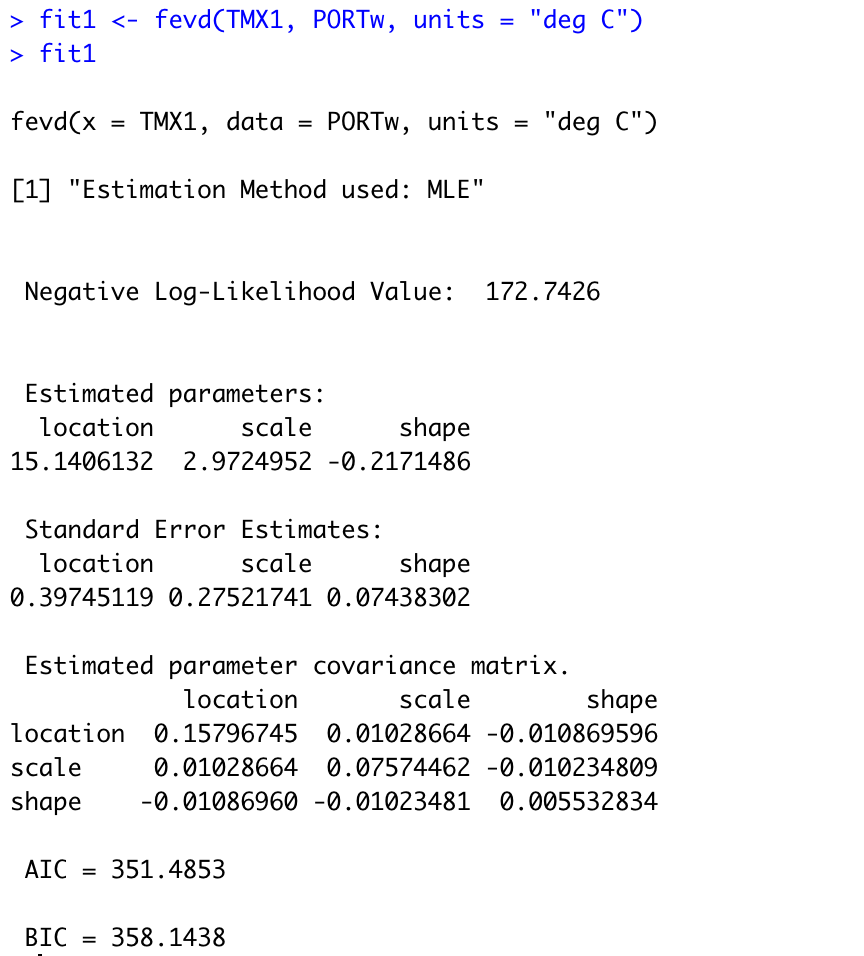 > fit1 <- fevd(TMX1, PORTw, units = "deg C")
> fit1
fevd(x = TMX1, data = PORTw, units = "deg C")
[1] "Estimation Method used: MLE"
Negative Log-Likelihood Value:  172.7426
Estimated parameters:
location      scale      shape
15.1406132  2.9724952 -0.2171486
Standard Error Estimates:
location      scale      shape
0.39745119 0.27521741 0.07438302
Estimated parameter covariance matrix.
location       scale        shape
location  0.15796745  0.01028664 -0.010869596
scale     0.01028664  0.07574462 -0.010234809
shape    -0.01086960 -0.01023481  0.005532834
AIC = 351.4853
BIC = 358.1438